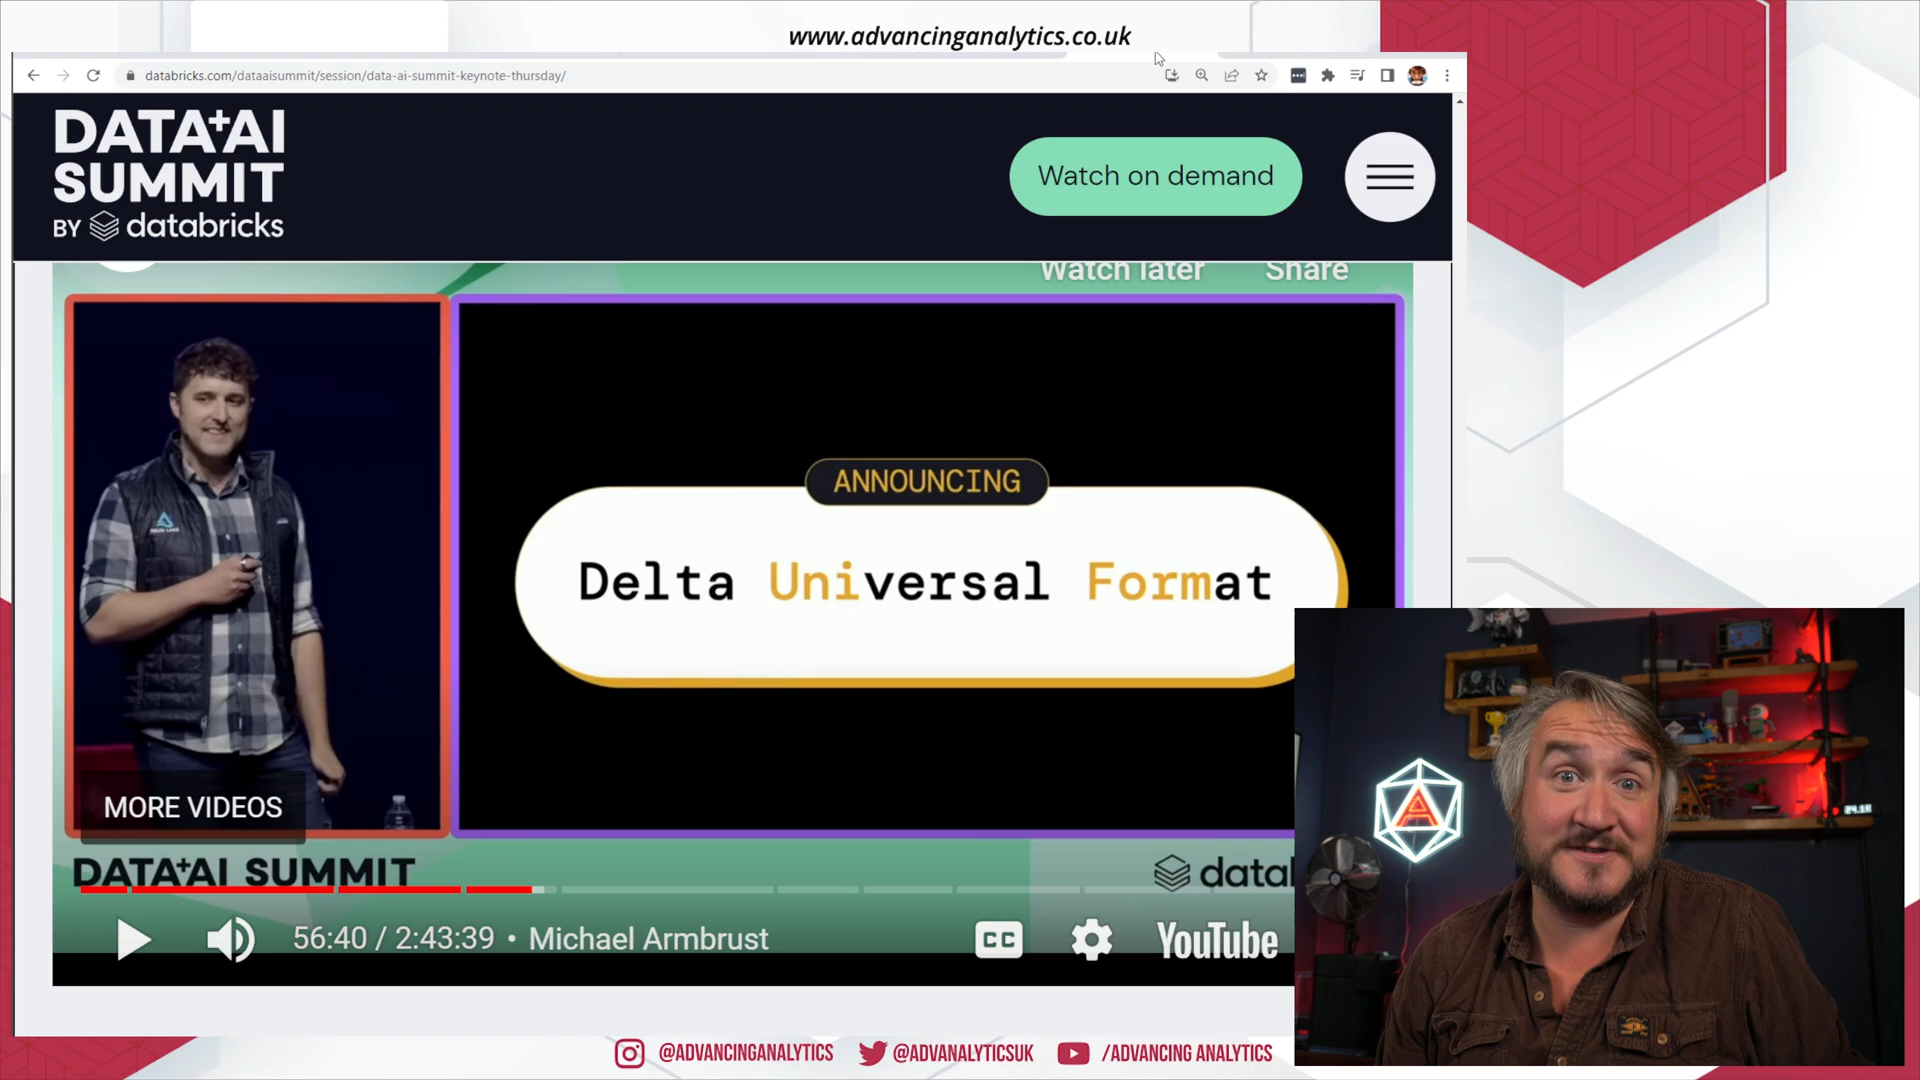 www.advancinganalytics.co.uk
databricks.com/dataaisummit/session/data-ai-summit-keynote-thursday/
DATA+AI
SUMMIT
BY databricks
Watch on demand
Watch later
Share
ANNOUNCING
Delta Universal Format
MORE VIDEOS
DATA+AI SUMMIT
56:40 / 2:43:39 • Michael Armbrust
CC
YouTube
A
@ADVANCINGANALYTICS
@ADVANALYTICSUK
/ADVANCING ANALYTICS